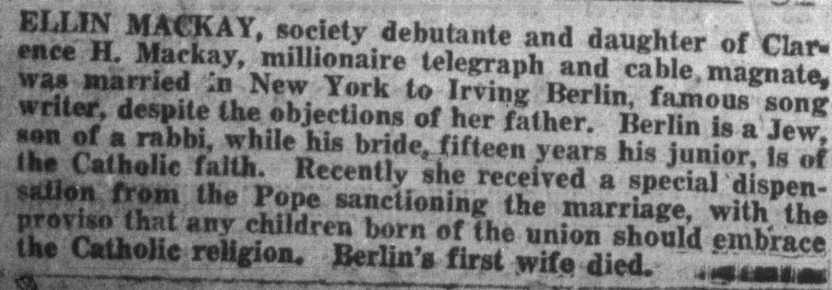 ELLIN MACKAY, society debutante and daughter of Clar-
ence H. Mackay, millionaire telegraph and cable magnate,
was married in New York to Irving Berlin, famous song
writer, despite the objections of her father. Berlin is a Jew,
son of a rabbi, while his bride, fifteen years his junior, is of
the Catholic faith. Recently she received a special dispen-
sation from the Pope sanctioning the marriage, with the
proviso that any children born of the union should embrace
the Catholic religion. Berlin's first wife died.